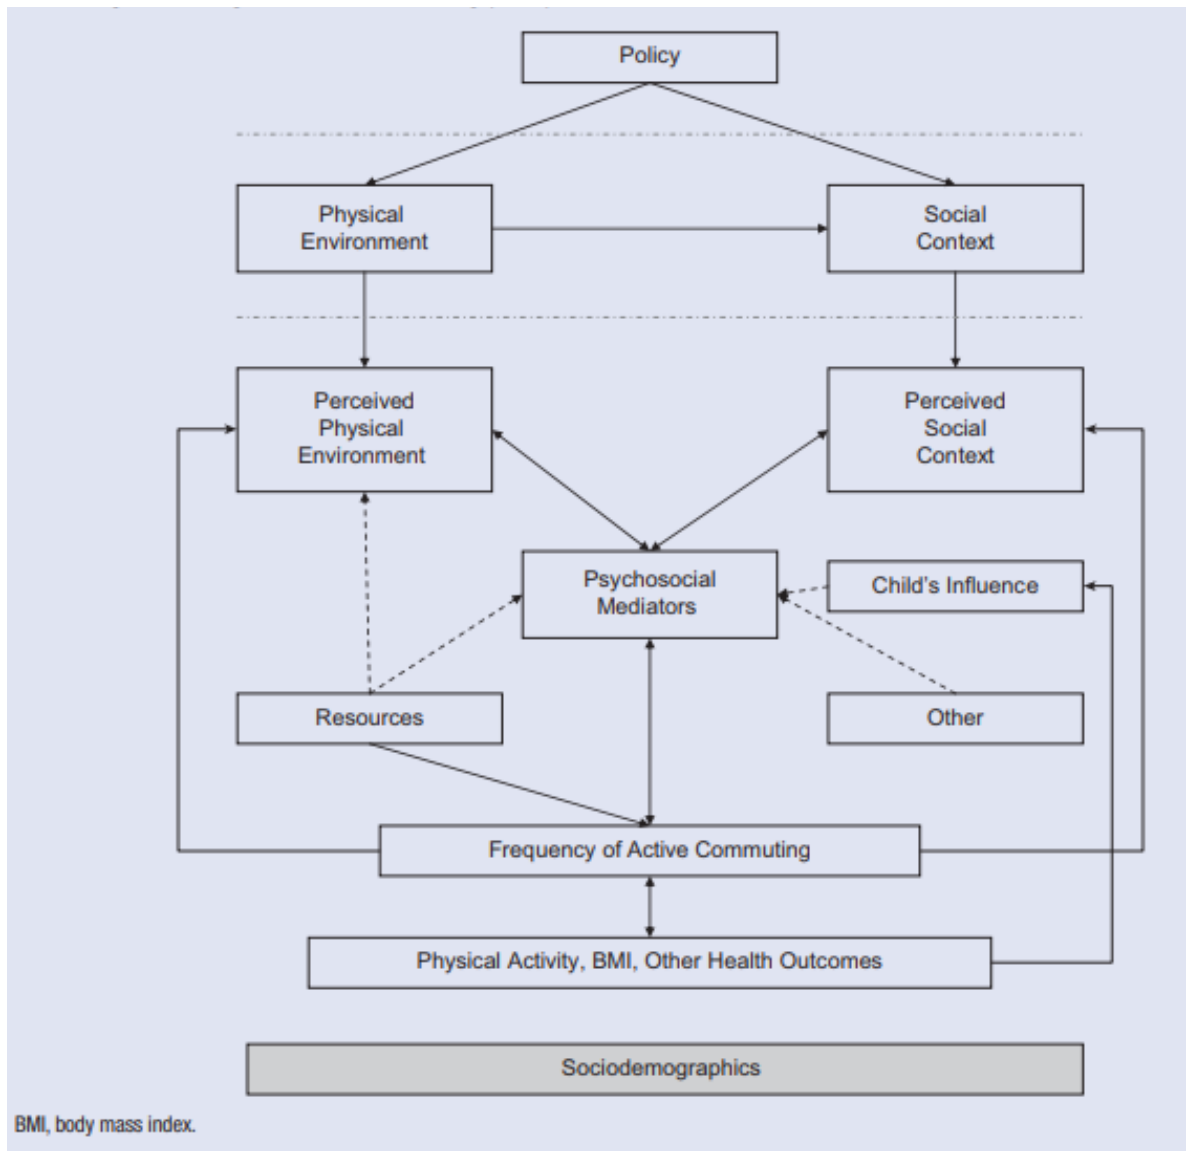 Policy
Physical
Environment
Social
Context
Perceived
Physical
Environment
Perceived
Social
Context
Psychosocial
Mediators
Child's Influence
Resources
Other
Frequency of Active Commuting
Physical Activity, BMI, Other Health Outcomes
Sociodemographics
BMI, body mass index.